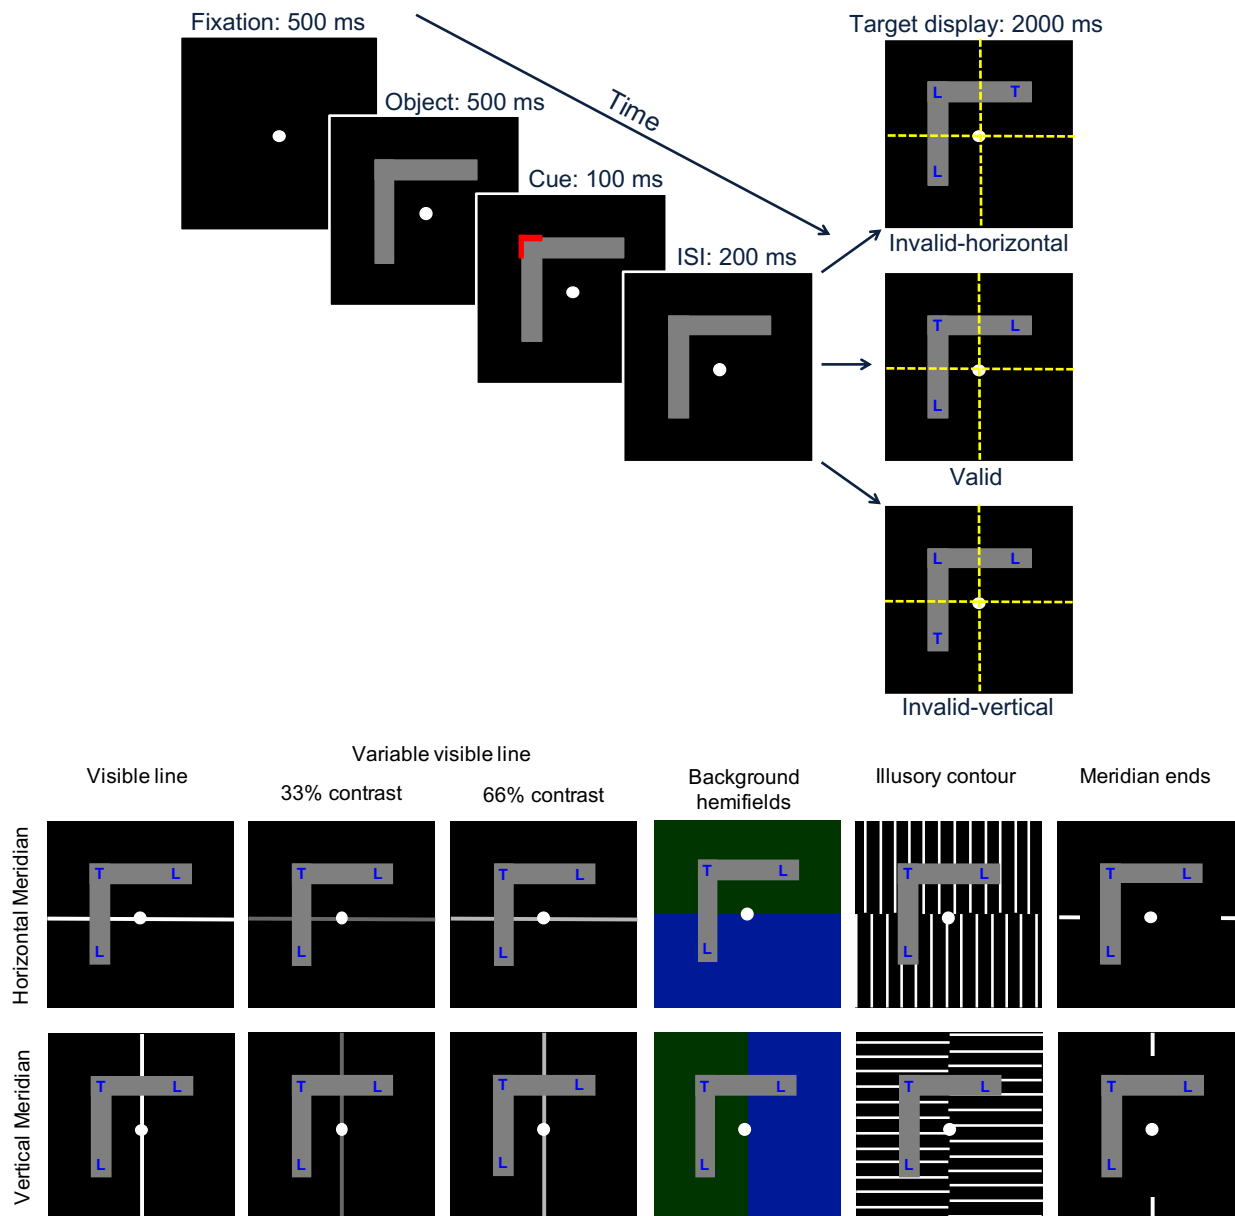 Fixation: 500 ms
Object: 500 ms
Cue: 100 ms
ISI: 200 ms
Time
Target display: 2000 ms
L T
L
Invalid-horizontal
T L
L
Valid
L L
T
Invalid-vertical
Variable visible line
Visible line
33% contrast
66% contrast
Background
hemifields
Illusory contour
Meridian ends
Horizontal Meridian
T L T L T L T L T L T L
L L L L L L
Vertical Meridian
T L T L T L T L T L T L
L L L L L L